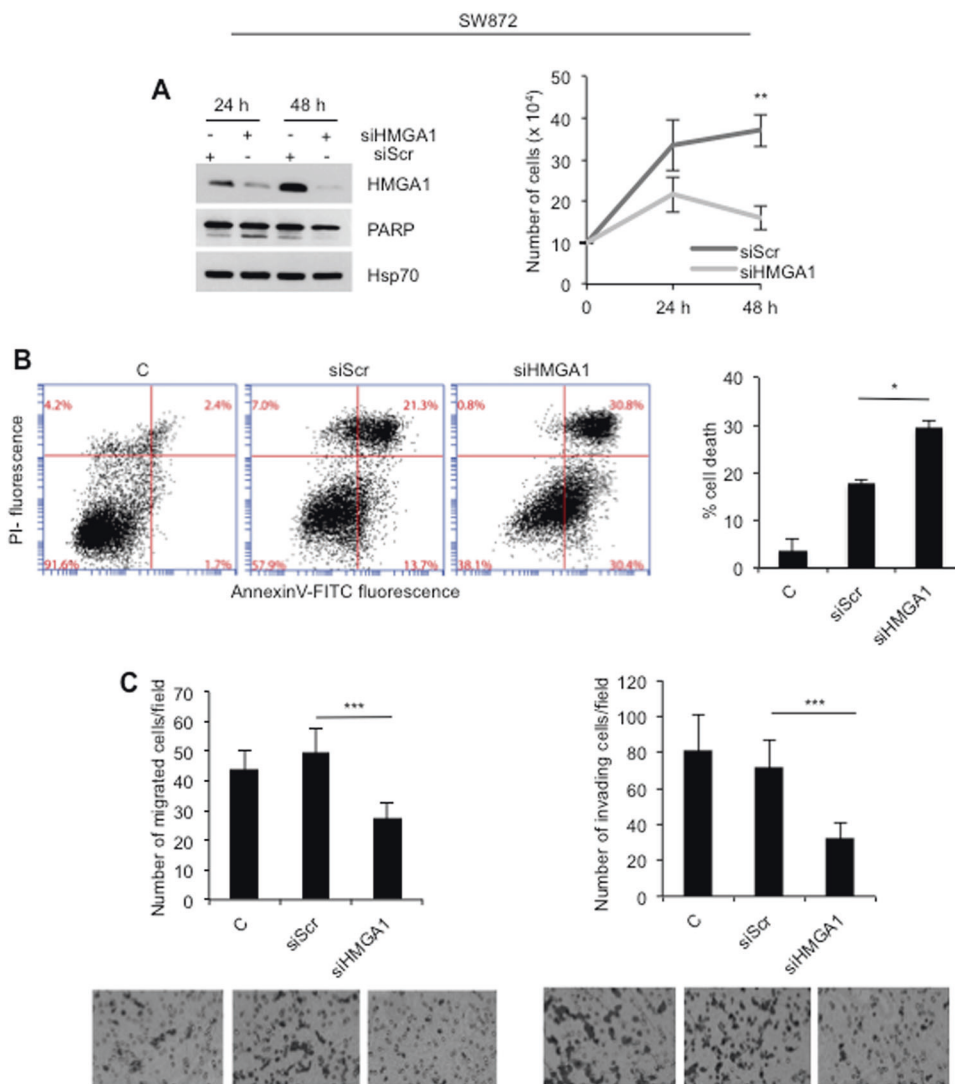 SW872
A
24 h 48 h
- + - + siHMGA1
+ - + - siScr
HMGA1
PARP
Hsp70
Number of cells (x 10⁴)
50
40
30
20
10
0
**
siScr
siHMGA1
0 24 h 48 h
B
C siScr siHMGA1
4.2% 2.4% 7.0% 21.3% 0.8% 30.8%
91.6% 1.7% 57.9% 13.7% 38.1% 30.4%
PI- fluorescence
AnnexinV-FITC fluorescence
% cell death
40
30
20
10
0
*
C siScr siHMGA1
C
Number of migrated cells/field
70
60
50
40
30
20
10
0
***
C siScr siHMGA1
Number of invading cells/field
120
100
80
60
40
20
0
***
C siScr siHMGA1